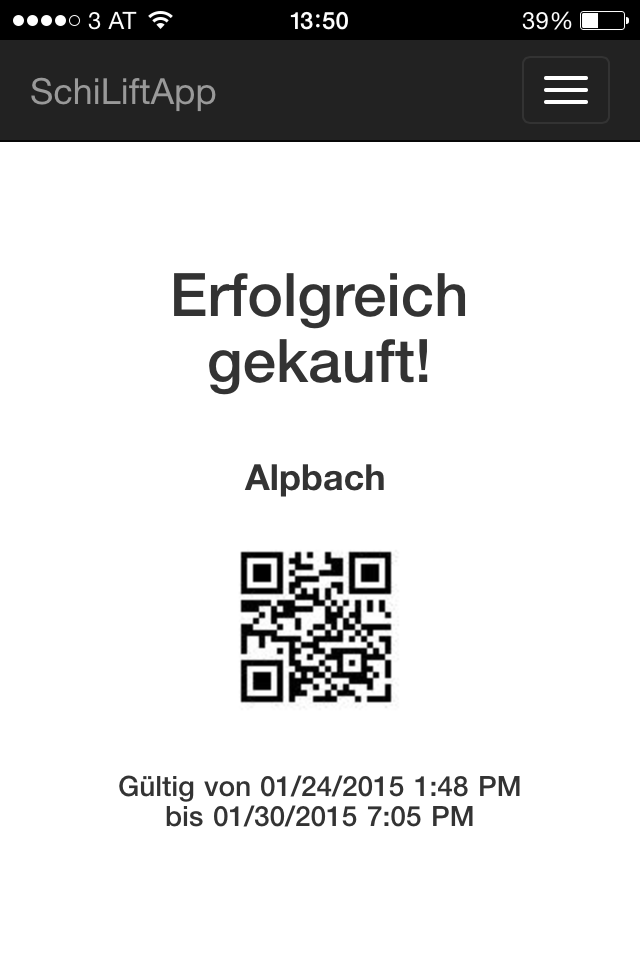 3 AT 13:50 39%
SchiLiftApp
Erfolgreich
gekauft!
Alpbach
Gültig von 01/24/2015 1:48 PM
bis 01/30/2015 7:05 PM